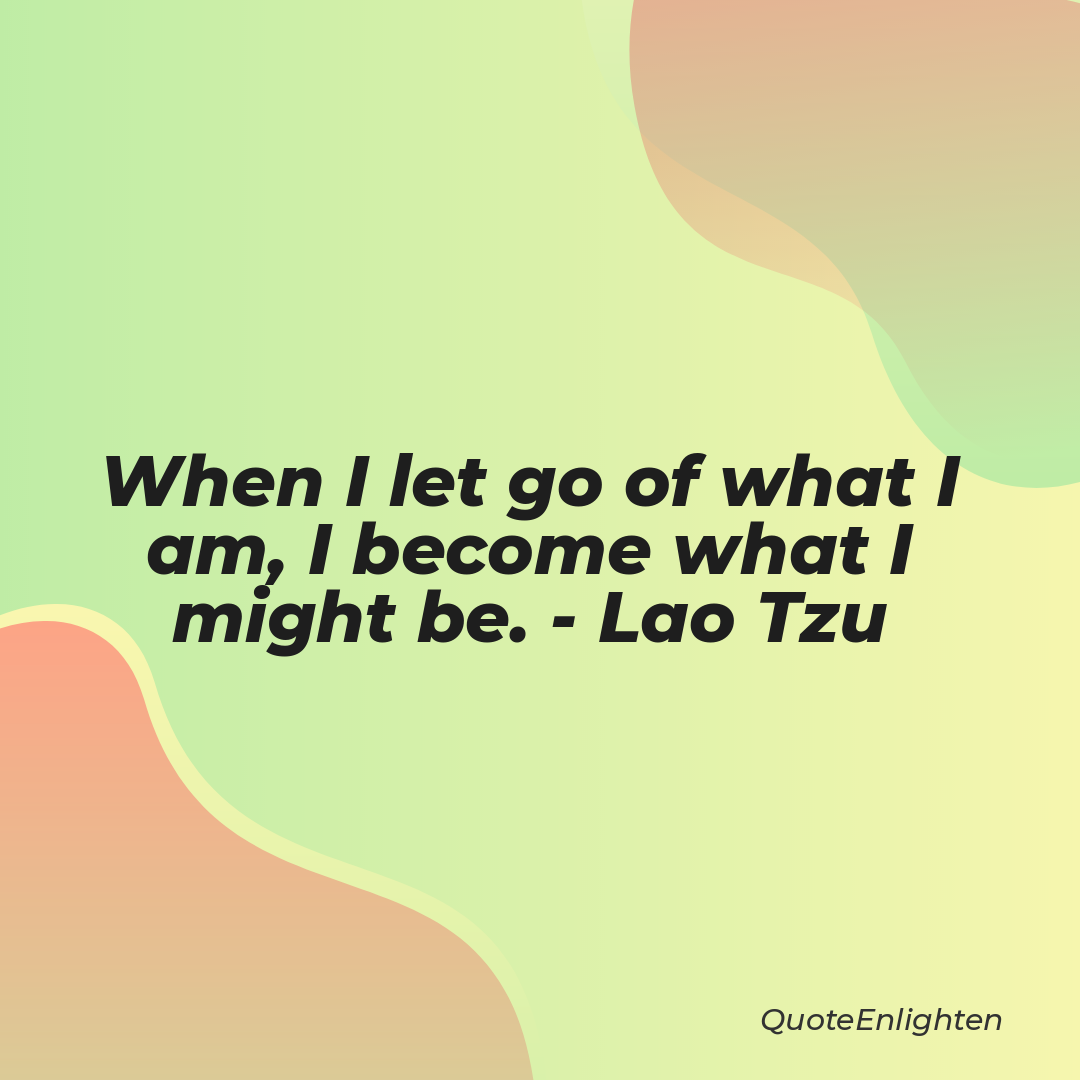 When I let go of what I
am, I become what I
might be. - Lao Tzu
QuoteEnlighten